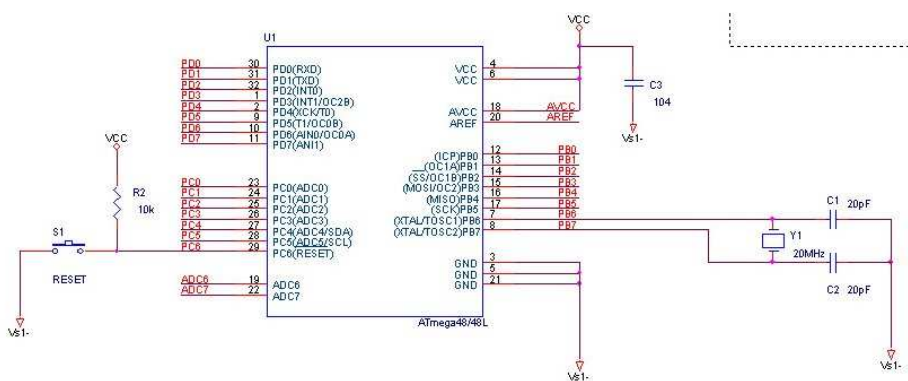 VCC
U1
PD0 30 PD0(RXD)
PD1 31 PD1(TXD)
PD2 32 PD2(INT0)
PD3 1 PD3(INT1/OC2B)
PD4 2 PD4(XCK/T0)
PD5 9 PD5(T1/OC0B)
PD6 10 PD6(AIN0/OC0A)
PD7 11 PD7(ANI1)
VCC 4
VCC 6
AVCC 18 AVCC
AREF 20 AREF
C3
104
Vs1-
VCC
R2
10k
(ICP)PB0 12 PB0
(OC1A)PB1 13 PB1
(SS/OC1B)PB2 14 PB2
(MOSI/OC2)PB3 15 PB3
(MISO)PB4 16 PB4
(SCK)PB5 17 PB5
(XTAL/TOSC1)PB6 7 PB6
(XTAL/TOSC2)PB7 8 PB7
PC0 23 PC0(ADC0)
PC1 24 PC1(ADC1)
PC2 25 PC2(ADC2)
PC3 26 PC3(ADC3)
PC4 27 PC4(ADC4/SDA)
PC5 28 PC5(ADC5/SCL)
PC6 29 PC6(RESET)
S1
RESET
C1 20pF
Y1
20MHz
C2 20pF
GND 3
GND 5
GND 21
ADC6 19 ADC6
ADC7 22 ADC7
ATmega48/48L
Vs1-
Vs1-
Vs1-